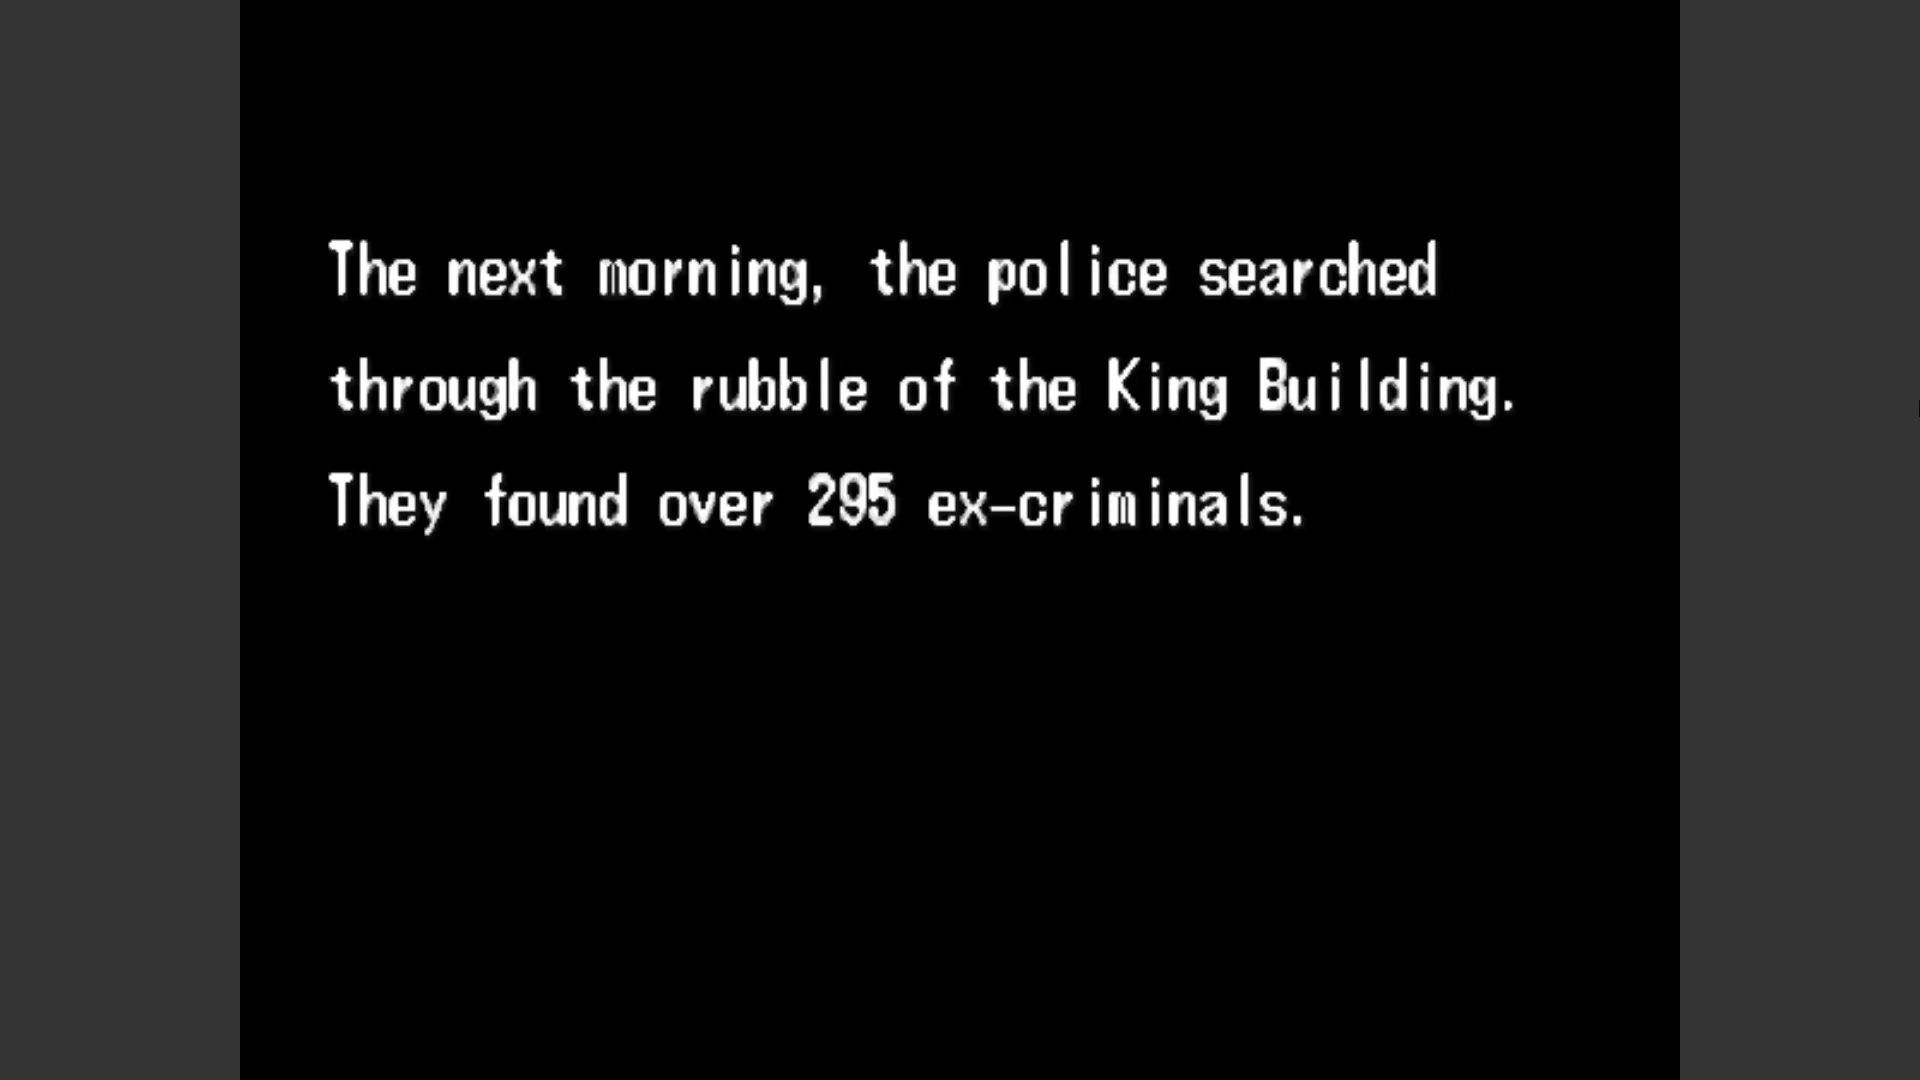 The next morning, the police searched
through the rubble of the King Building.
They found over 295 ex-criminals.